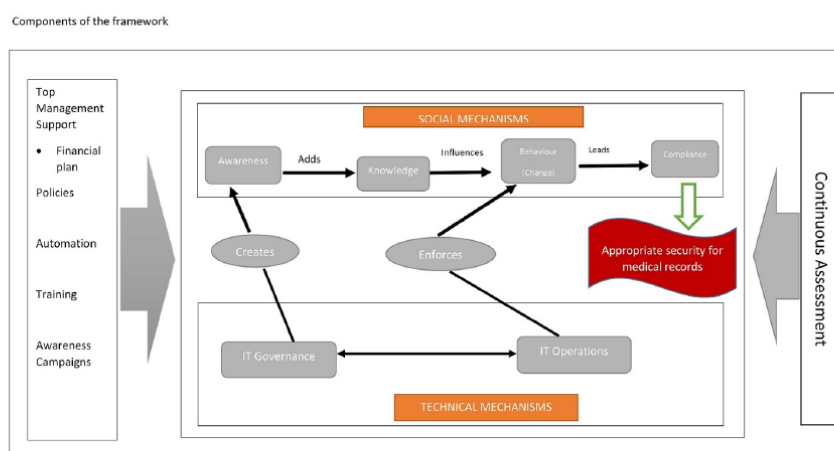 Components of the framework
Top
Management
Support
• Financial
plan
Policies
Automation
Training
Awareness
Campaigns
SOCIAL MECHANISMS
Awareness
Adds
Knowledge
Influences
Behaviour
(Change)
Leads
Compliance
Creates
Enforces
Appropriate security for
medical records
IT Governance
IT Operations
TECHNICAL MECHANISMS
Continuous Assessment